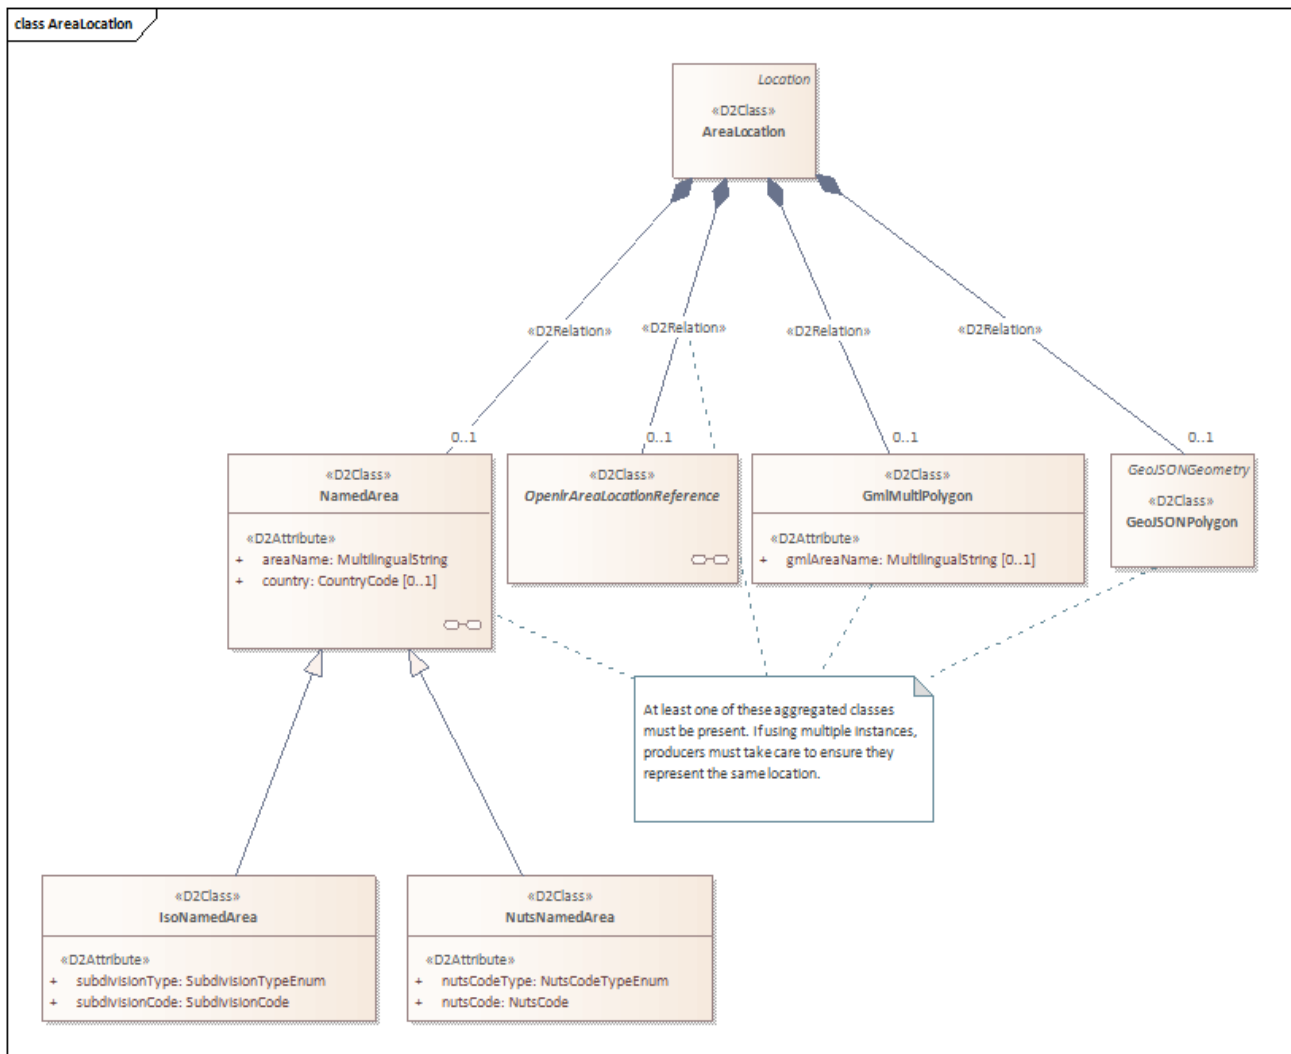 class AreaLocation
Location
«D2Class»
AreaLocation
«D2Relation»
«D2Relation»
«D2Relation»
«D2Relation»
0..1
0..1
0..1
0..1
«D2Class»
NamedArea
«D2Attribute»
+ areaName: MultilingualString
+ country: CountryCode [0..1]
«D2Class»
OpenlrAreaLocationReference
«D2Class»
GmlMultiPolygon
«D2Attribute»
+ gmlAreaName: MultilingualString [0..1]
GeoJSONGeometry
«D2Class»
GeoJSONPolygon
At least one of these aggregated classes
must be present. If using multiple instances,
producers must take care to ensure they
represent the same location.
«D2Class»
IsoNamedArea
«D2Attribute»
+ subdivisionType: SubdivisionTypeEnum
+ subdivisionCode: SubdivisionCode
«D2Class»
NutsNamedArea
«D2Attribute»
+ nutsCodeType: NutsCodeTypeEnum
+ nutsCode: NutsCode